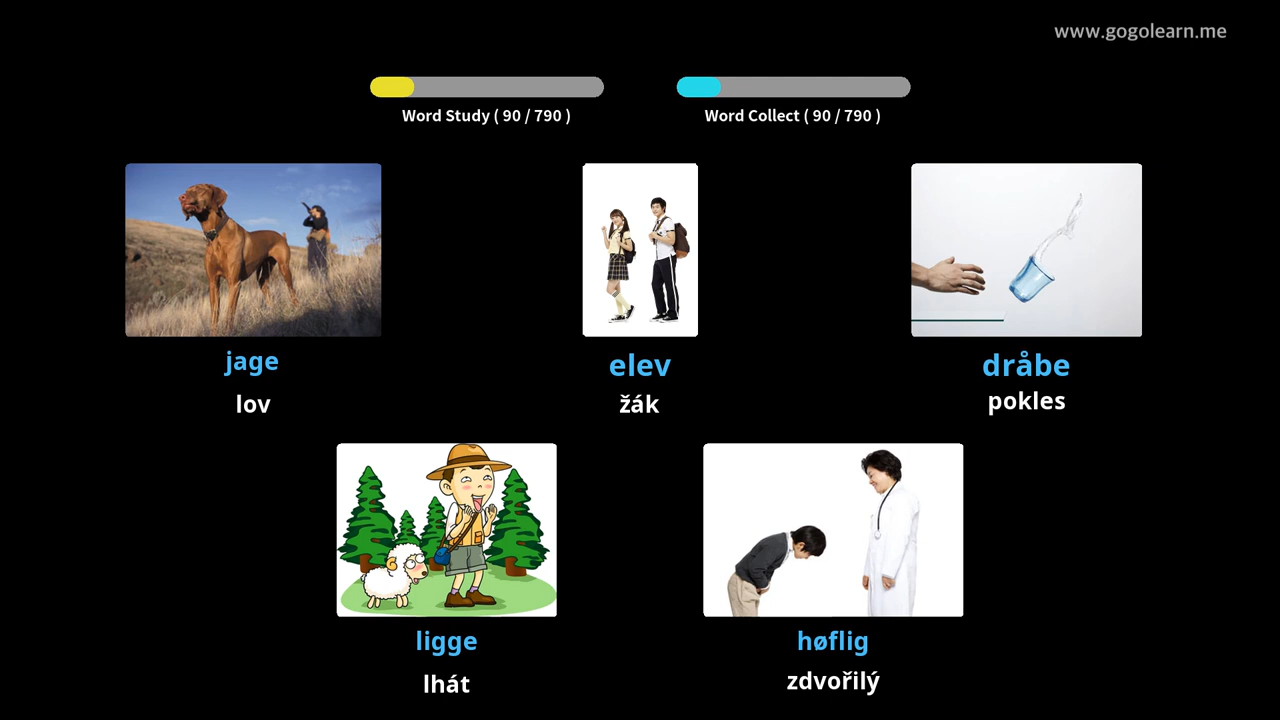 www.gogolearn.me
Word Study ( 90 / 790 )
Word Collect ( 90 / 790 )
jage
elev
dråbe
lov
žák
pokles
ligge
høflig
lhát
zdvořilý